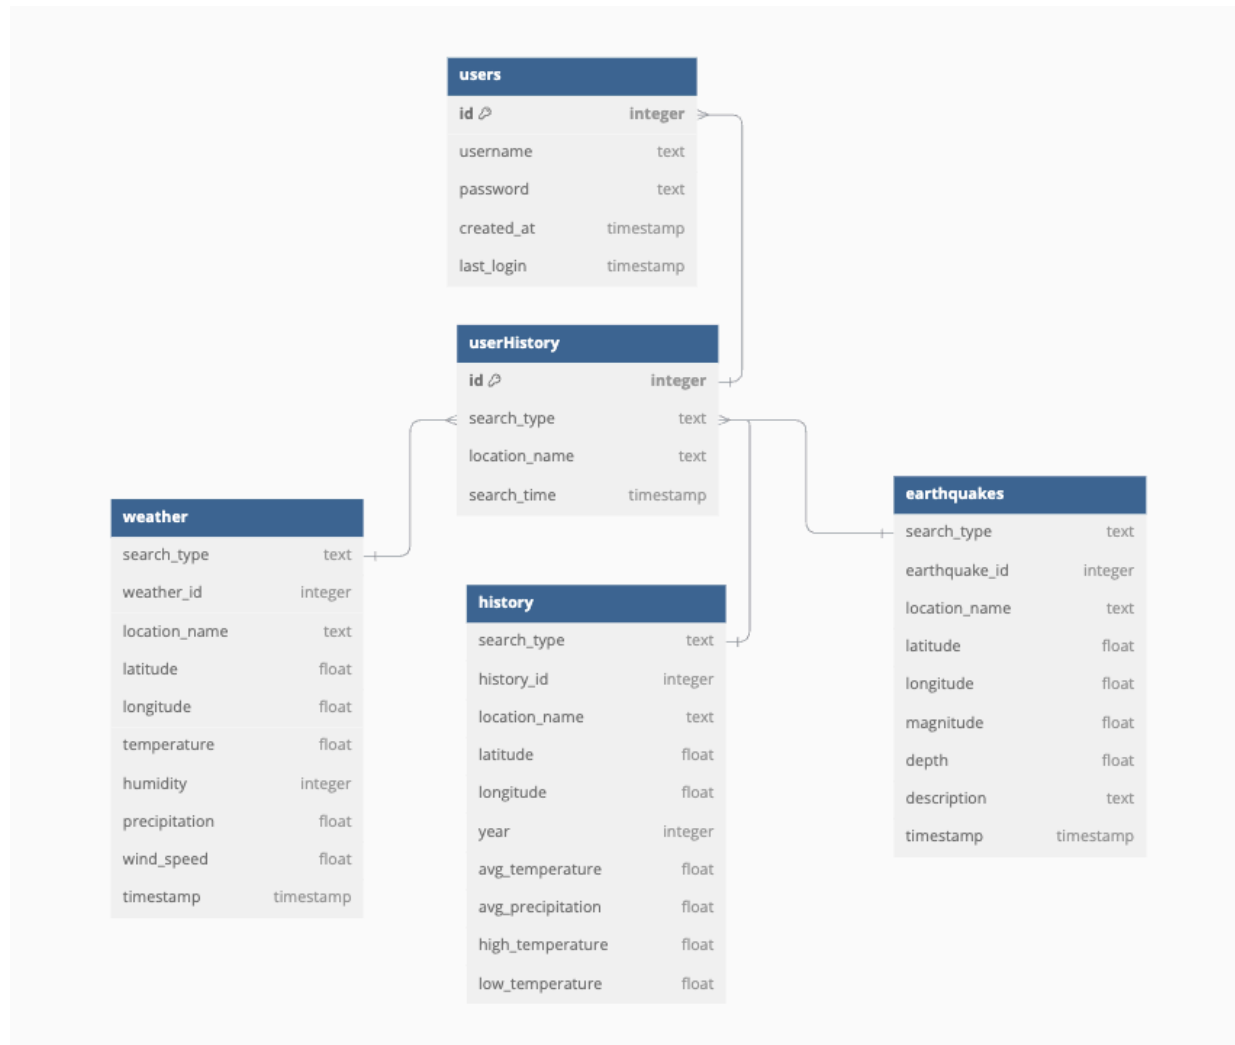 users
id integer
username text
password text
created_at timestamp
last_login timestamp
userHistory
id integer
search_type text
location_name text
search_time timestamp
weather
search_type text
weather_id integer
location_name text
latitude float
longitude float
temperature float
humidity integer
precipitation float
wind_speed float
timestamp timestamp
history
search_type text
history_id integer
location_name text
latitude float
longitude float
year integer
avg_temperature float
avg_precipitation float
high_temperature float
low_temperature float
earthquakes
search_type text
earthquake_id integer
location_name text
latitude float
longitude float
magnitude float
depth float
description text
timestamp timestamp